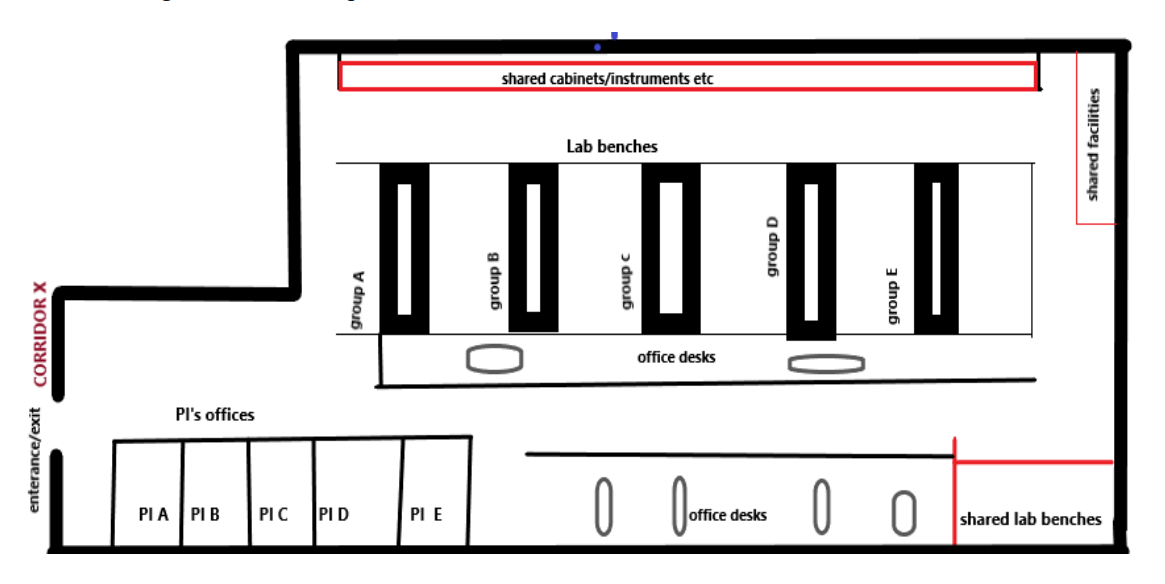 shared cabinets/instruments etc
shared facilities
Lab benches
group A
group B
group c
group D
group E
CORRIDOR X
office desks
enterance/exit
PI's offices
PI A
PI B
PI C
PI D
PI E
office desks
shared lab benches